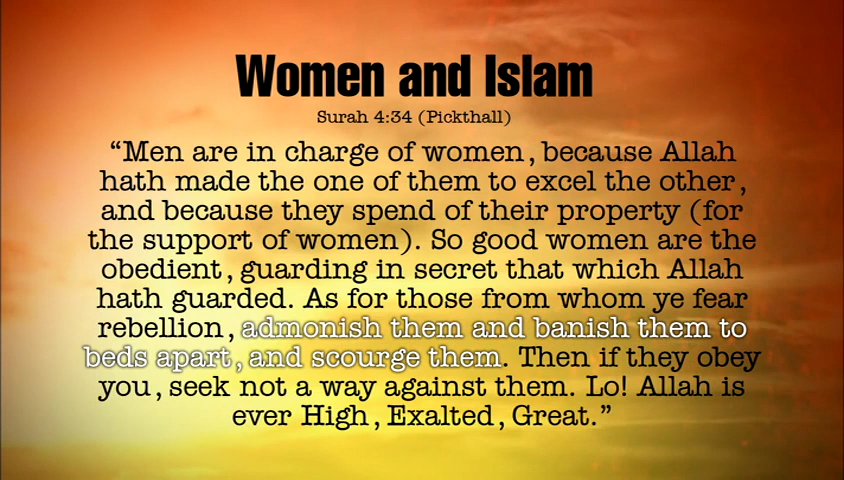 Women and Islam
Surah 4:34 (Pickthall)
“Men are in charge of women, because Allah
hath made the one of them to excel the other,
and because they spend of their property (for
the support of women). So good women are the
obedient, guarding in secret that which Allah
hath guarded. As for those from whom ye fear
rebellion, admonish them and banish them to
beds apart, and scourge them. Then if they obey
you, seek not a way against them. Lo! Allah is
ever High, Exalted, Great.”